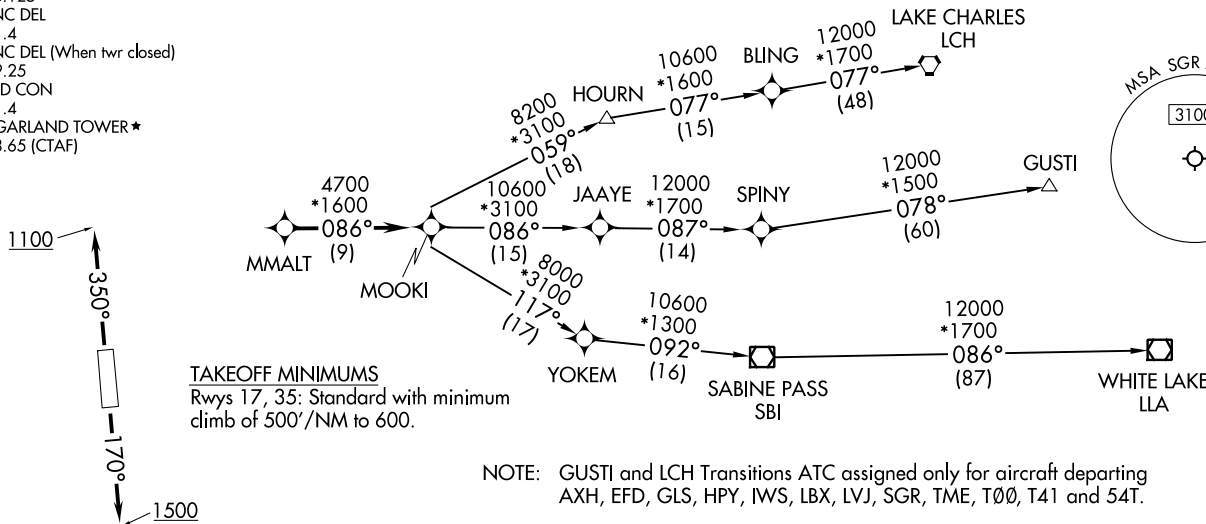 NC DEL
.4
NC DEL (When twr closed)
.25
D CON
.4
GARLAND TOWER★
.65 (CTAF)
LAKE CHARLES
LCH
12000
*1700
077°
(48)
BLING
10600
*1600
077°
(15)
HOURN
8200
*3100
059°
(18)
MSA SGR
3100
4700
*1600
086°
(9)
MMALT
MOOKI
10600
*3100
086°
(15)
JAAYE
12000
*1700
087°
(14)
SPINY
12000
*1500
078°
(60)
GUSTI
8000
*3100
117°
(17)
YOKEM
10600
*1300
092°
(16)
SABINE PASS
SBI
12000
*1700
086°
(87)
WHITE LAKE
LLA
1100
350°
170°
1500
TAKEOFF MINIMUMS
Rwys 17, 35: Standard with minimum
climb of 500'/NM to 600.
NOTE: GUSTI and LCH Transitions ATC assigned only for aircraft departing
AXH, EFD, GLS, HPY, IWS, LBX, LVJ, SGR, TME, TØØ, T41 and 54T.